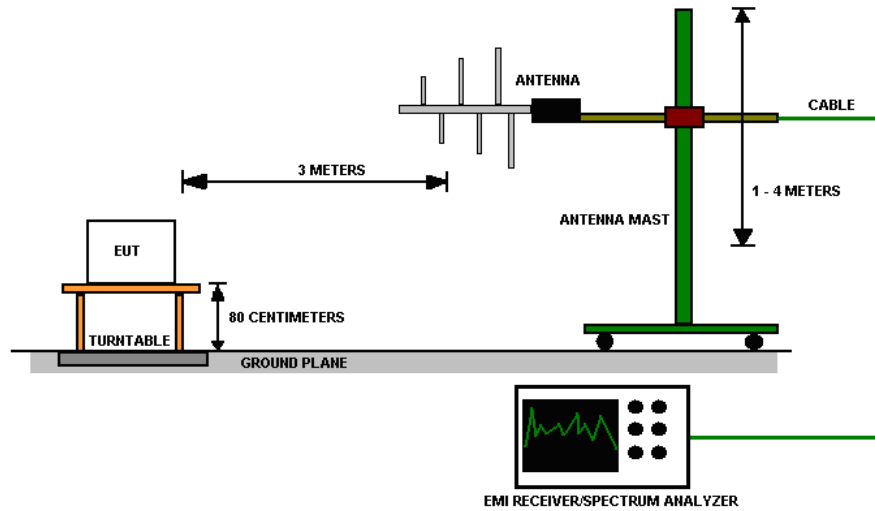 ANTENNA
CABLE
3 METERS
1 - 4 METERS
ANTENNA MAST
EUT
80 CENTIMETERS
TURNTABLE
GROUND PLANE
EMI RECEIVER/SPECTRUM ANALYZER